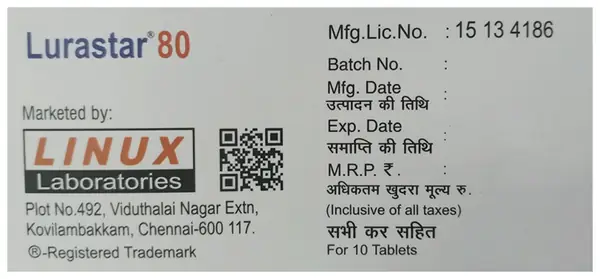 Lurastar® 80
Marketed by:
LINUX
Laboratories
Plot No.492, Viduthalai Nagar Extn,
Kovilambakkam, Chennai-600 117.
®-Registered Trademark
Mfg.Lic.No. : 15 13 4186
Batch No. :
Mfg. Date
उत्पादन की तिथि :
Exp. Date
समाप्ति की तिथि :
M.R.P. ₹. :
अधिकतम खुदरा मूल्य रु.
(Inclusive of all taxes)
सभी कर सहित
For 10 Tablets